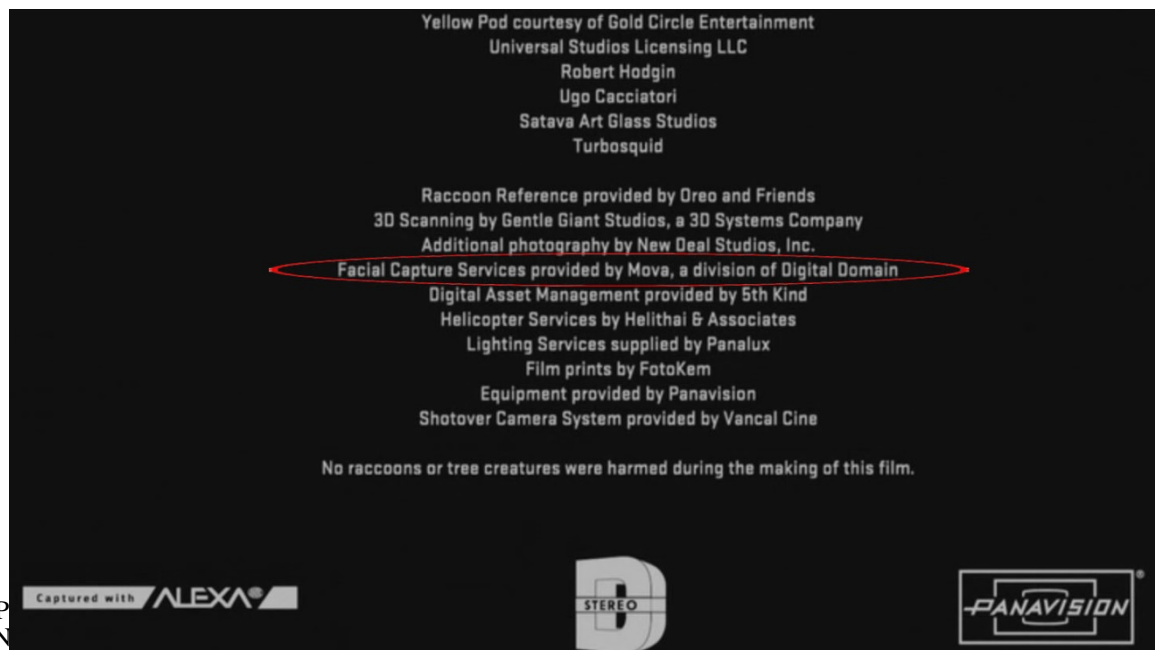 Yellow Pod courtesy of Gold Circle Entertainment
Universal Studios Licensing LLC
Robert Hodgin
Ugo Cacciatori
Satava Art Glass Studios
Turbosquid
Raccoon Reference provided by Oreo and Friends
3D Scanning by Gentle Giant Studios, a 3D Systems Company
Additional photography by New Deal Studios, Inc.
Facial Capture Services provided by Mova, a division of Digital Domain
Digital Asset Management provided by 5th Kind
Helicopter Services by Helithai & Associates
Lighting Services supplied by Panalux
Film prints by FotoKem
Equipment provided by Panavision
Shotover Camera System provided by Vancal Cine
No raccoons or tree creatures were harmed during the making of this film.
Captured with ALEXA
D STEREO
PANAVISION®
P
N